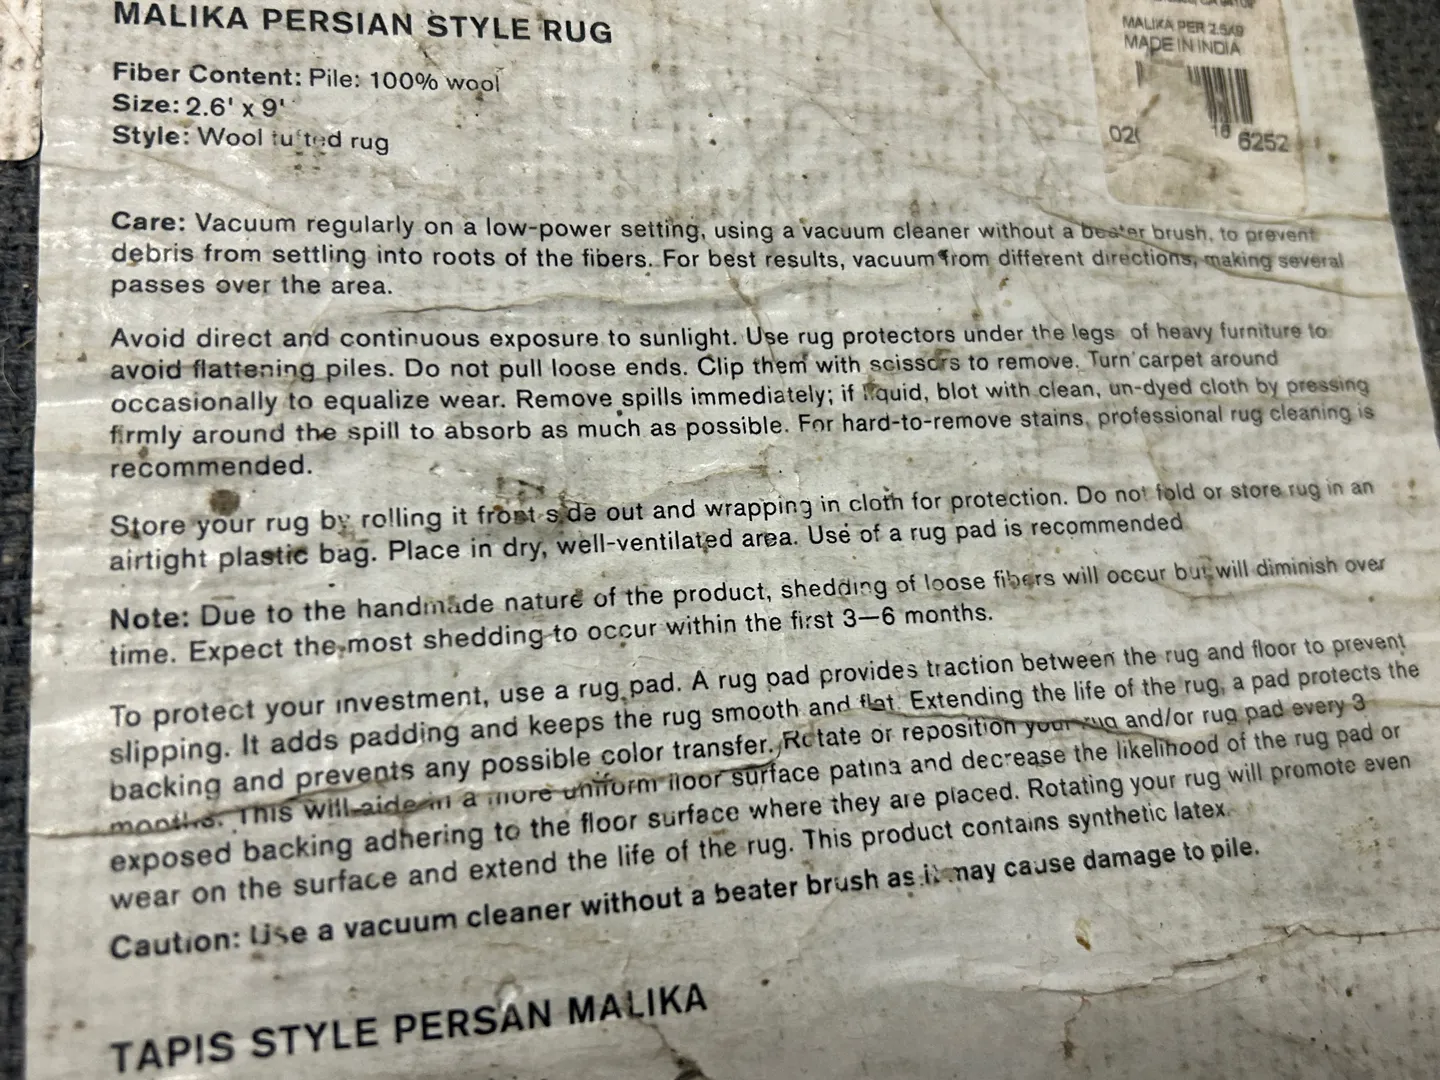 MALIKA PERSIAN STYLE RUG
Fiber Content: Pile: 100% wool
Size: 2.6' x 9'
Style: Wool tufted rug
MALIKA PER 2.5X9
MADE IN INDIA
18 6252
Care: Vacuum regularly on a low-power setting, using a vacuum cleaner without a beater brush, to prevent
debris from settling into roots of the fibers. For best results, vacuum from different directions, making several
passes over the area.
Avoid direct and continuous exposure to sunlight. Use rug protectors under the legs of heavy furniture to
avoid flattening piles. Do not pull loose ends. Clip them with scissors to remove. Turn carpet around
occasionally to equalize wear. Remove spills immediately; if liquid, blot with clean, un-dyed cloth by pressing
firmly around the spill to absorb as much as possible. For hard-to-remove stains, professional rug cleaning is
recommended.
Store your rug by rolling it front side out and wrapping in cloth for protection. Do not fold or store rug in an
airtight plastic bag. Place in dry, well-ventilated area. Use of a rug pad is recommended
Note: Due to the handmade nature of the product, shedding of loose fibers will occur but will diminish over
time. Expect the most shedding to occur within the first 3—6 months.
To protect your investment, use a rug pad. A rug pad provides traction between the rug and floor to prevent
slipping. It adds padding and keeps the rug smooth and flat. Extending the life of the rug, a pad protects the
backing and prevents any possible color transfer. Rotate or reposition your rug and/or rug pad every 3
months. This will aide in a more uniform floor surface patina and decrease the likelihood of the rug pad or
exposed backing adhering to the floor surface where they are placed. Rotating your rug will promote even
wear on the surface and extend the life of the rug. This product contains synthetic latex.
Caution: Use a vacuum cleaner without a beater brush as it may cause damage to pile.
TAPIS STYLE PERSAN MALIKA